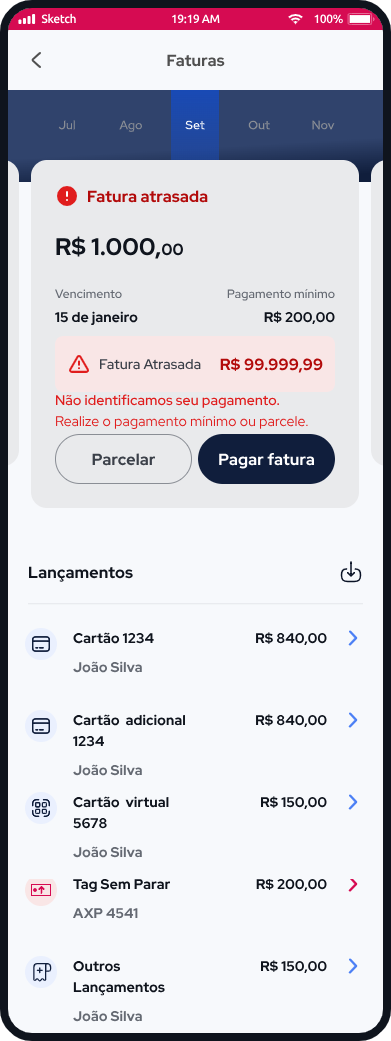 Sketch 19:19 AM 100%
Faturas
Jul Ago Set Out Nov
Fatura atrasada
R$ 1.000,00
Vencimento Pagamento mínimo
15 de janeiro R$ 200,00
Fatura Atrasada R$ 99.999,99
Não identificamos seu pagamento.
Realize o pagamento mínimo ou parcele.
Parcelar Pagar fatura
Lançamentos
Cartão 1234 R$ 840,00
João Silva
Cartão adicional R$ 840,00
1234
João Silva
Cartão virtual R$ 150,00
5678
João Silva
Tag Sem Parar R$ 200,00
AXP 4541
Outros R$ 150,00
Lançamentos
João Silva